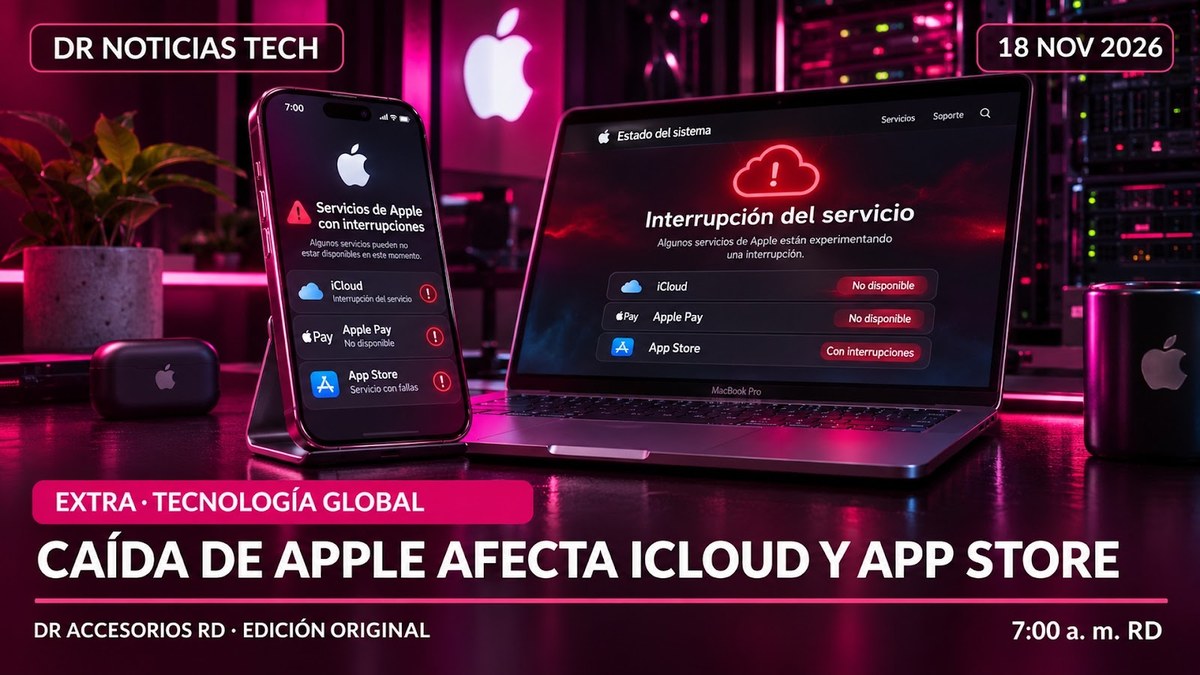 DR NOTICIAS TECH
18 NOV 2026
7:00
Servicios de Apple
con interrupciones
Algunos servicios pueden no
estar disponibles en este momento.
iCloud
Interrupción del servicio
Pay
Apple Pay
No disponible
App Store
Servicio con fallas
Estado del sistema
Servicios
Soporte
Interrupción del servicio
Algunos servicios de Apple están experimentando
una interrupción.
iCloud
No disponible
Pay
Apple Pay
No disponible
App Store
Con interrupciones
MacBook Pro
EXTRA · TECNOLOGÍA GLOBAL
CAÍDA DE APPLE AFECTA ICLOUD Y APP STORE
DR ACCESORIOS RD · EDICIÓN ORIGINAL
7:00 a. m. RD